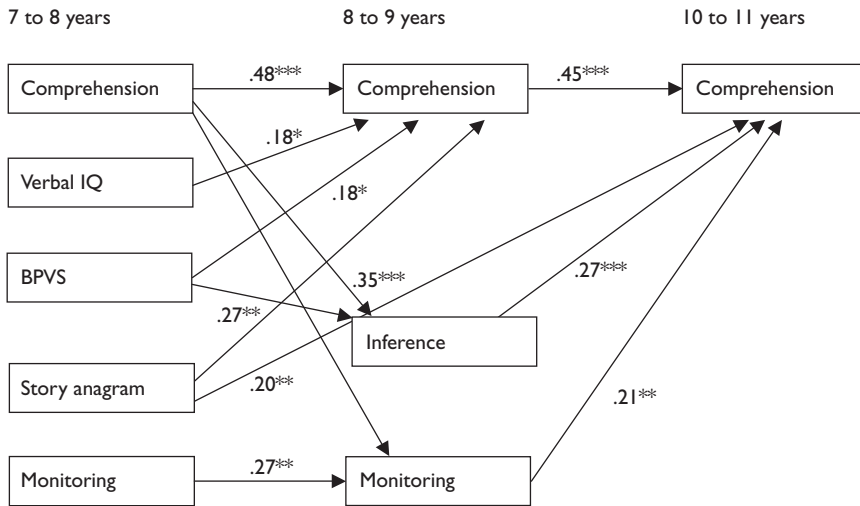 7 to 8 years
8 to 9 years
10 to 11 years
Comprehension
.48***
Comprehension
.45***
Comprehension
.18*
Verbal IQ
.18*
BPVS
.35***
.27***
.27**
Inference
Story anagram
.20**
.21**
Monitoring
.27**
Monitoring